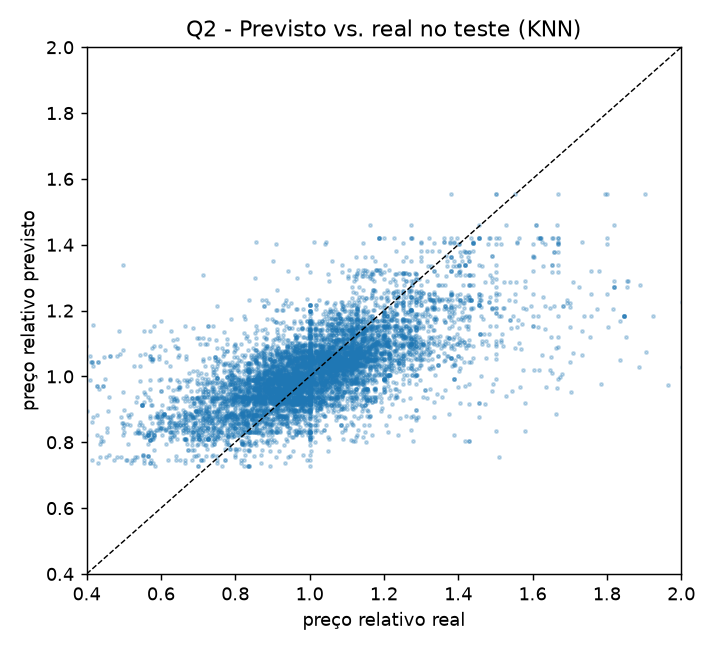 Q2 - Previsto vs. real no teste (KNN)
preço relativo previsto
2.0
1.8
1.6
1.4
1.2
1.0
0.8
0.6
0.4
0.4 0.6 0.8 1.0 1.2 1.4 1.6 1.8 2.0
preço relativo real